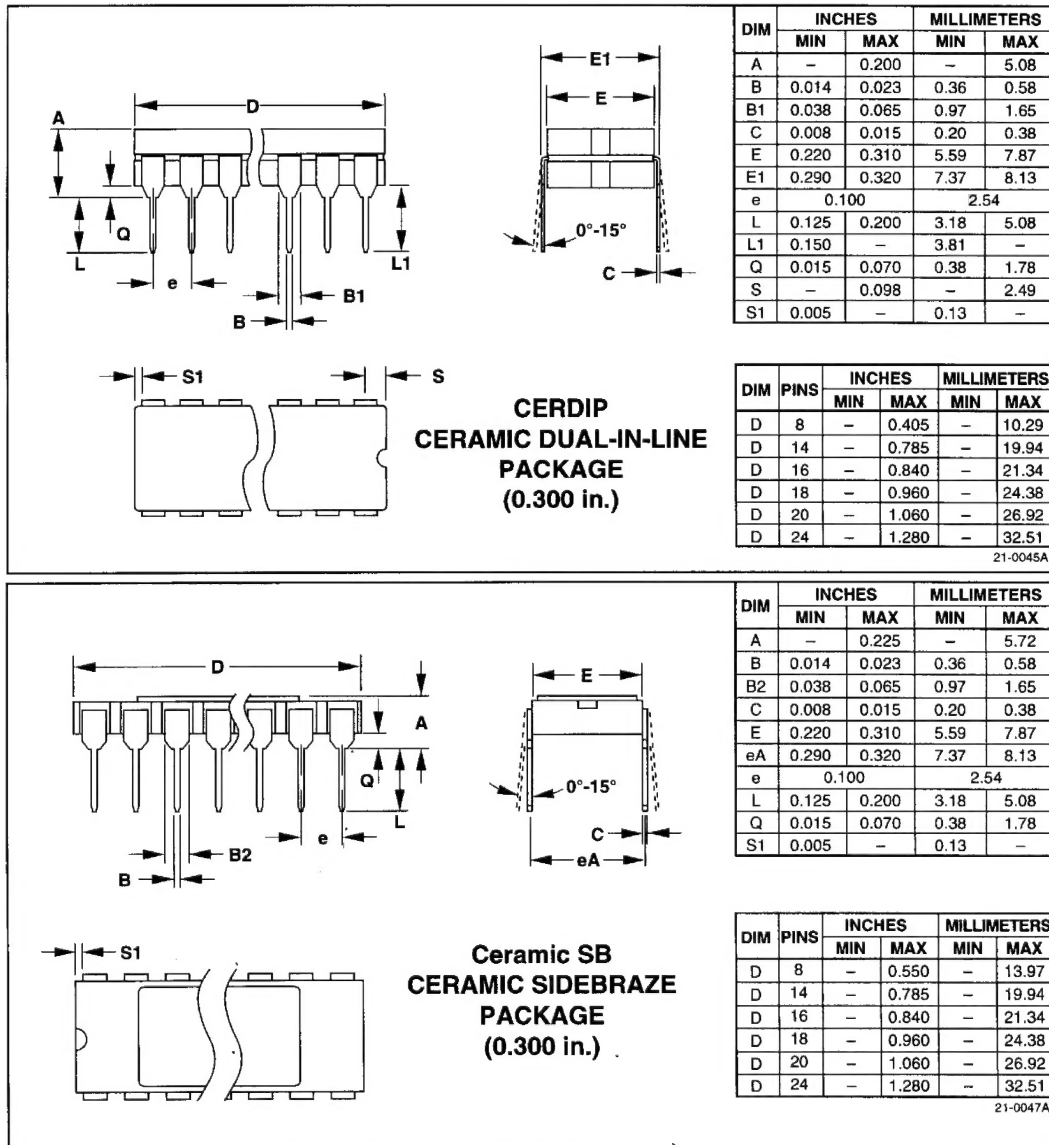 A
D
Q
L
e
B
B1
L1
E1
E
0°-15°
C
DIM INCHES MILLIMETERS
MIN MAX MIN MAX
A – 0.200 – 5.08
B 0.014 0.023 0.36 0.58
B1 0.038 0.065 0.97 1.65
C 0.008 0.015 0.20 0.38
E 0.220 0.310 5.59 7.87
E1 0.290 0.320 7.37 8.13
e 0.100 2.54
L 0.125 0.200 3.18 5.08
L1 0.150 – 3.81 –
Q 0.015 0.070 0.38 1.78
S – 0.098 – 2.49
S1 0.005 – 0.13 –
S1
S
CERDIP
CERAMIC DUAL-IN-LINE
PACKAGE
(0.300 in.)
DIM PINS INCHES MILLIMETERS
MIN MAX MIN MAX
D 8 – 0.405 – 10.29
D 14 – 0.785 – 19.94
D 16 – 0.840 – 21.34
D 18 – 0.960 – 24.38
D 20 – 1.060 – 26.92
D 24 – 1.280 – 32.51
21-0045A
D
A
Q
L
e
B2
B
E
0°-15°
C
eA
DIM INCHES MILLIMETERS
MIN MAX MIN MAX
A – 0.225 – 5.72
B 0.014 0.023 0.36 0.58
B2 0.038 0.065 0.97 1.65
C 0.008 0.015 0.20 0.38
E 0.220 0.310 5.59 7.87
eA 0.290 0.320 7.37 8.13
e 0.100 2.54
L 0.125 0.200 3.18 5.08
Q 0.015 0.070 0.38 1.78
S1 0.005 – 0.13 –
S1
Ceramic SB
CERAMIC SIDEBRAZE
PACKAGE
(0.300 in.)
DIM PINS INCHES MILLIMETERS
MIN MAX MIN MAX
D 8 – 0.550 – 13.97
D 14 – 0.785 – 19.94
D 16 – 0.840 – 21.34
D 18 – 0.960 – 24.38
D 20 – 1.060 – 26.92
D 24 – 1.280 – 32.51
21-0047A